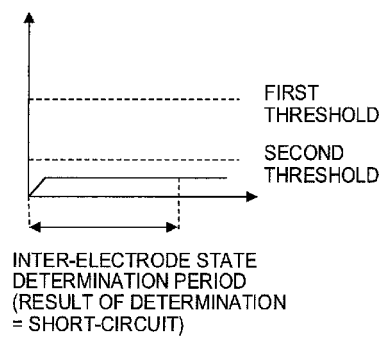 FIRST
THRESHOLD
SECOND
THRESHOLD
INTER-ELECTRODE STATE
DETERMINATION PERIOD
(RESULT OF DETERMINATION
= SHORT-CIRCUIT)